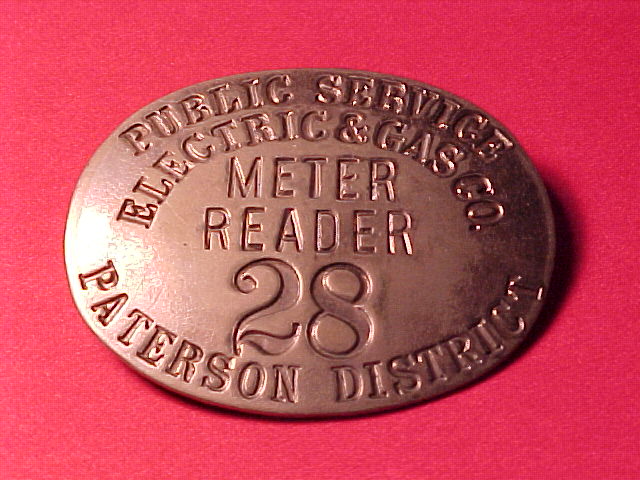 PUBLIC SERVICE
ELECTRIC & GAS CO.
METER
READER
28
PATERSON DISTRICT